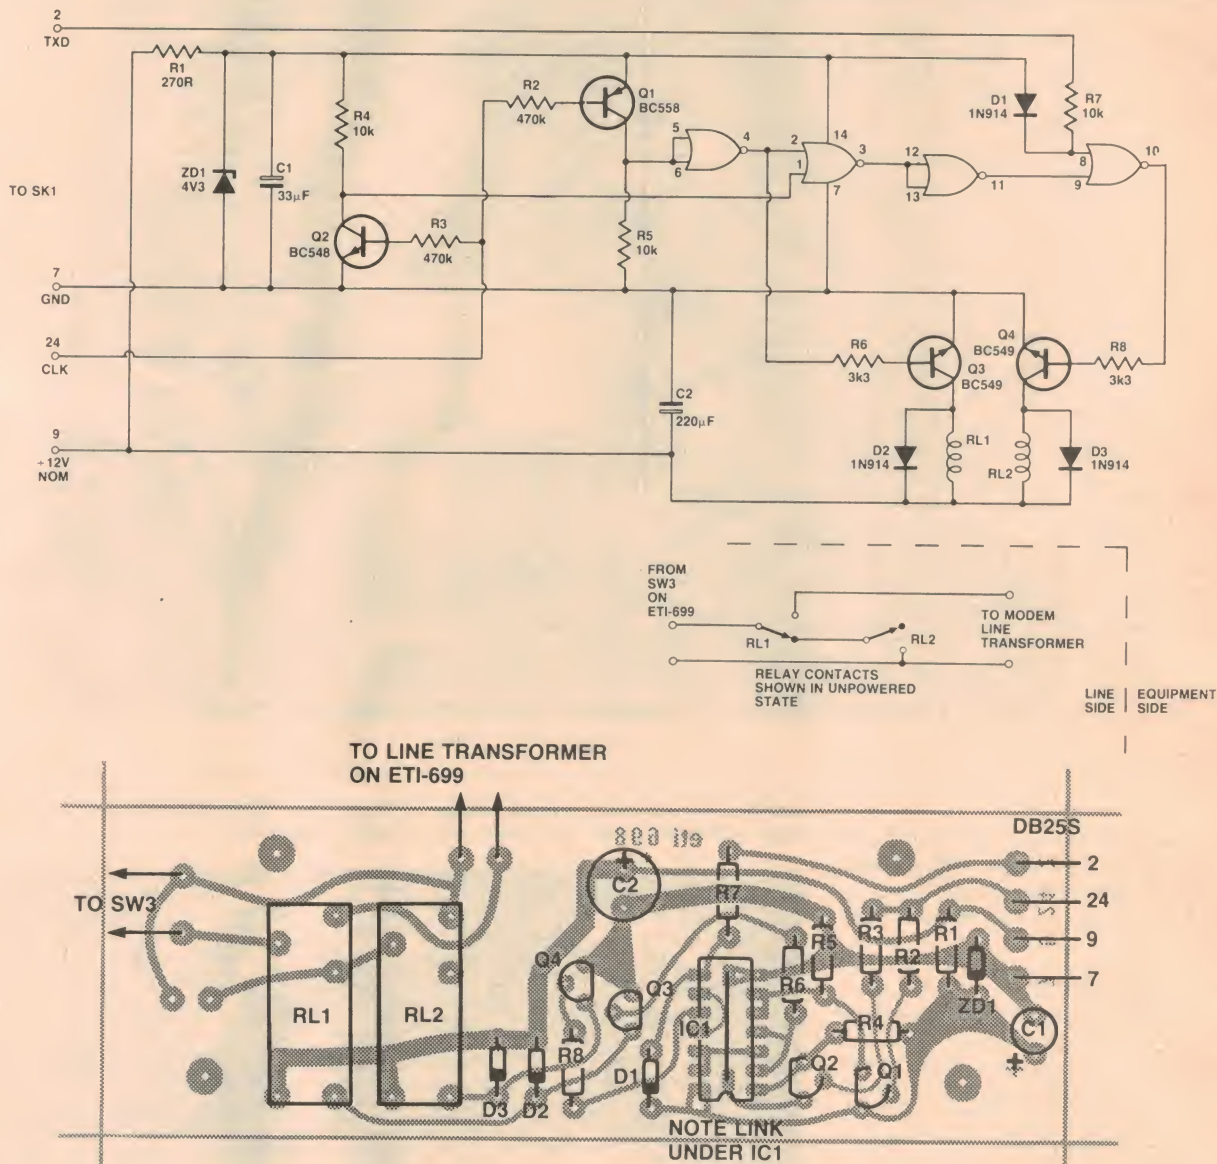 2
TXD
R1
270R
R4
10k
R2
470k
Q1
BC558
D1
1N914
R7
10k
TO SK1
ZD1
4V3
C1
33µF
Q2
BC548
R3
470k
R5
10k
5
6
4
2
1
14
3
7
12
13
11
8
9
10
7
GND
24
CLK
9
+12V
NOM
C2
220µF
R6
3k3
Q3
BC549
Q4
BC549
R8
3k3
D2
1N914
RL1
RL2
D3
1N914
FROM
SW3
ON
ETI-699
RL1
RL2
TO MODEM
LINE
TRANSFORMER
RELAY CONTACTS
SHOWN IN UNPOWERED
STATE
LINE
SIDE
EQUIPMENT
SIDE
TO LINE TRANSFORMER
ON ETI-699
DB25S
2
24
9
7
TO SW3
RL1
RL2
C2
+
R7
Q4
Q3
R8
D3
D2
D1
IC1
R6
R5
R3
R2
R1
ZD1
R4
C1
+
Q2
Q1
NOTE LINK
UNDER IC1